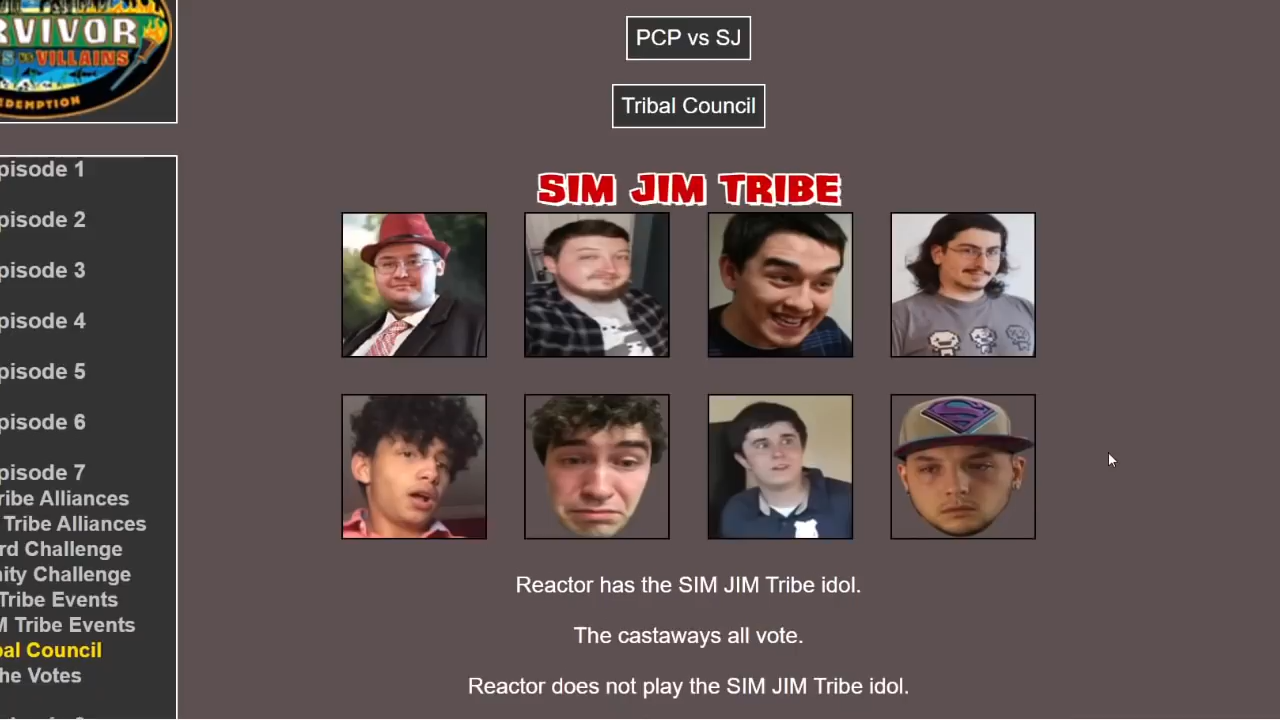 RVIVOR
VILLAINS
EDEMPTION
PCP vs SJ
Tribal Council
pisode 1
pisode 2
pisode 3
pisode 4
pisode 5
pisode 6
pisode 7
ribe Alliances
Tribe Alliances
rd Challenge
nity Challenge
Tribe Events
M Tribe Events
bal Council
he Votes
SIM JIM TRIBE
Reactor has the SIM JIM Tribe idol.
The castaways all vote.
Reactor does not play the SIM JIM Tribe idol.